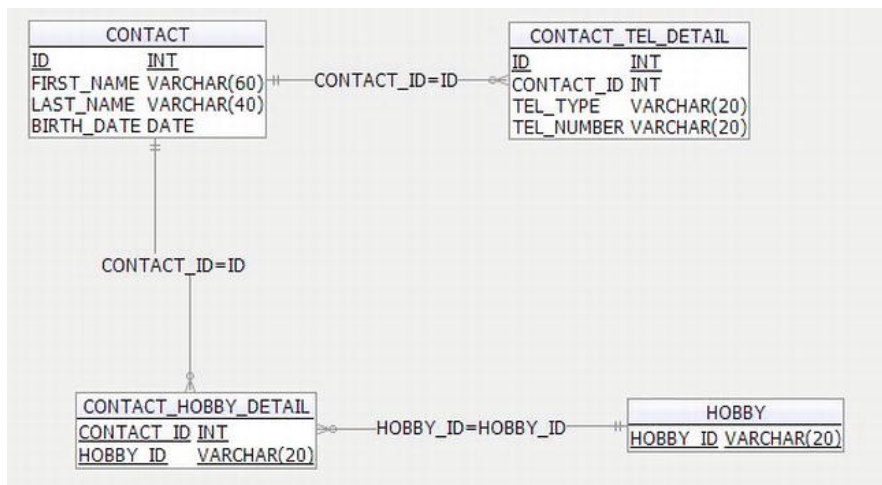 CONTACT
ID INT
FIRST_NAME VARCHAR(60)
LAST_NAME VARCHAR(40)
BIRTH_DATE DATE
CONTACT_ID=ID
CONTACT_TEL_DETAIL
ID INT
CONTACT_ID INT
TEL_TYPE VARCHAR(20)
TEL_NUMBER VARCHAR(20)
CONTACT_ID=ID
CONTACT_HOBBY_DETAIL
CONTACT_ID INT
HOBBY_ID VARCHAR(20)
HOBBY_ID=HOBBY_ID
HOBBY
HOBBY_ID VARCHAR(20)